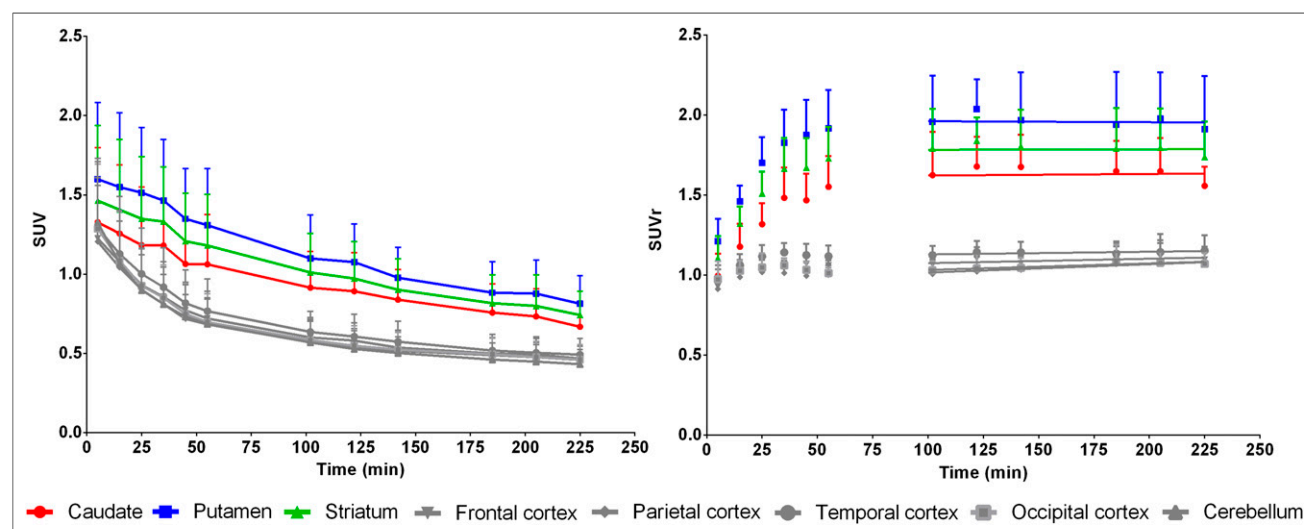 2.5
2.0
1.5
1.0
0.5
0.0
SUV
0 25 50 75 100 125 150 175 200 225 250
Time (min)
2.5
2.0
1.5
1.0
0.5
0.0
SUVr
0 25 50 75 100 125 150 175 200 225 250
Time (min)
Caudate Putamen Striatum Frontal cortex Parietal cortex Temporal cortex Occipital cortex Cerebellum